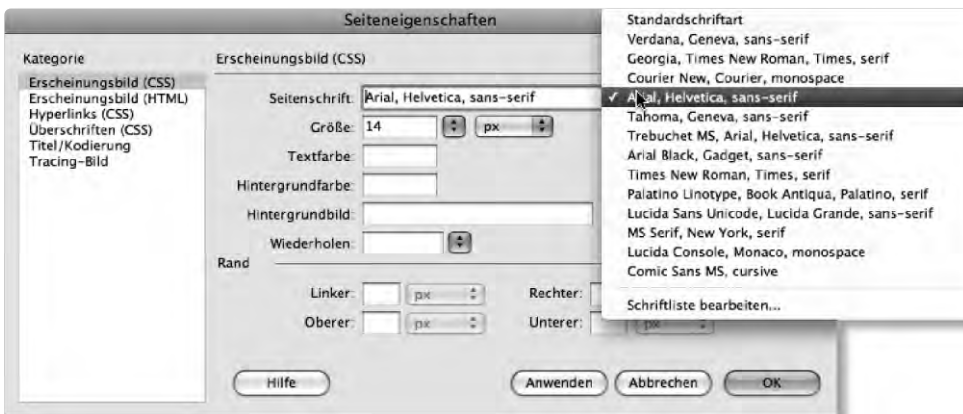 Seiteneigenschaften
Kategorie
Erscheinungsbild (CSS)
Erscheinungsbild (HTML)
Hyperlinks (CSS)
Überschriften (CSS)
Titel/Kodierung
Tracing-Bild
Erscheinungsbild (CSS)
Seitenschrift: Arial, Helvetica, sans-serif
Größe: 14 px
Textfarbe:
Hintergrundfarbe:
Hintergrundbild:
Wiederholen:
Rand
Linker: px Rechter:
Oberer: px Unterer: px
Hilfe Anwenden Abbrechen OK
Standardschriftart
Verdana, Geneva, sans-serif
Georgia, Times New Roman, Times, serif
Courier New, Courier, monospace
✓ Arial, Helvetica, sans-serif
Tahoma, Geneva, sans-serif
Trebuchet MS, Arial, Helvetica, sans-serif
Arial Black, Gadget, sans-serif
Times New Roman, Times, serif
Palatino Linotype, Book Antiqua, Palatino, serif
Lucida Sans Unicode, Lucida Grande, sans-serif
MS Serif, New York, serif
Lucida Console, Monaco, monospace
Comic Sans MS, cursive
Schriftliste bearbeiten...